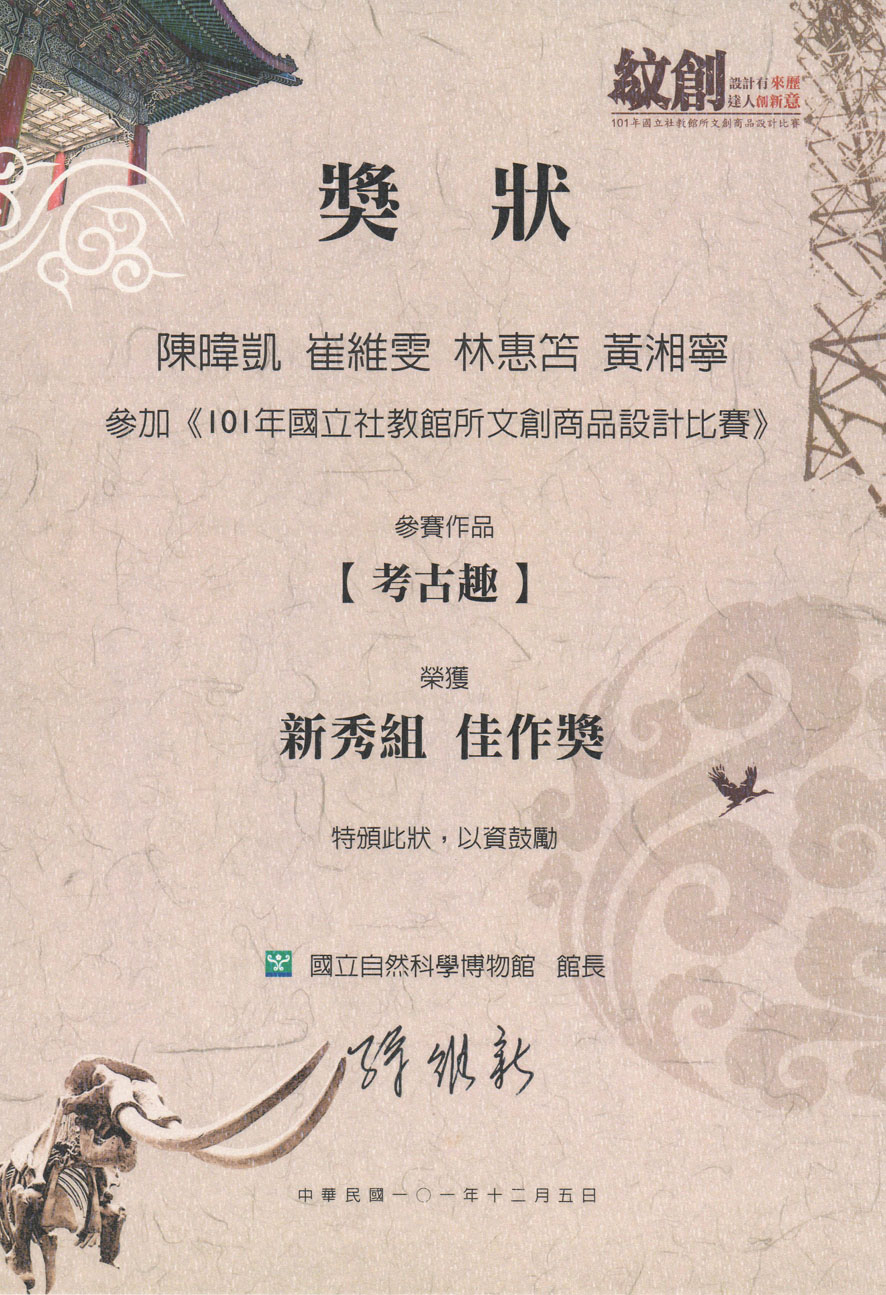 紋創
設計有來歷
達人創新意
101年國立社教館所文創商品設計比賽
獎狀
陳暐凱 崔維雯 林惠笘 黃湘寧
參加《101年國立社教館所文創商品設計比賽》
參賽作品
【考古趣】
榮獲
新秀組 佳作獎
特頒此狀，以資鼓勵
國立自然科學博物館 館長
孫維新
中華民國一〇一年十二月五日